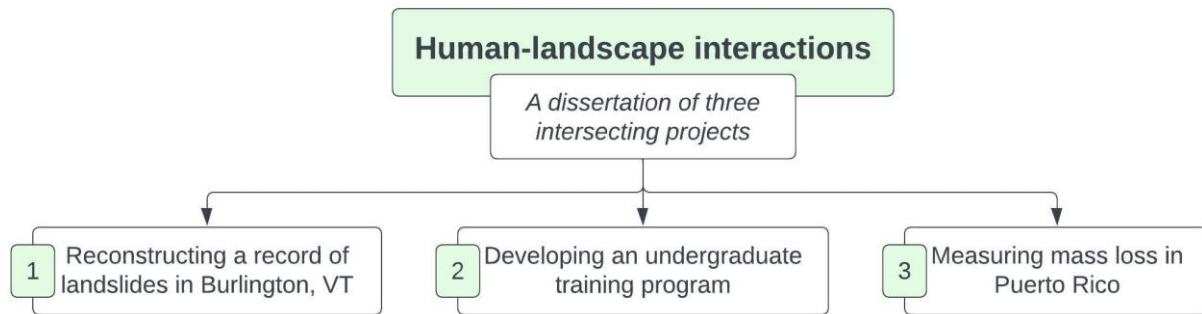 Human-landscape interactions
A dissertation of three
intersecting projects
1
Reconstructing a record of
landslides in Burlington, VT
2
Developing an undergraduate
training program
3
Measuring mass loss in
Puerto Rico